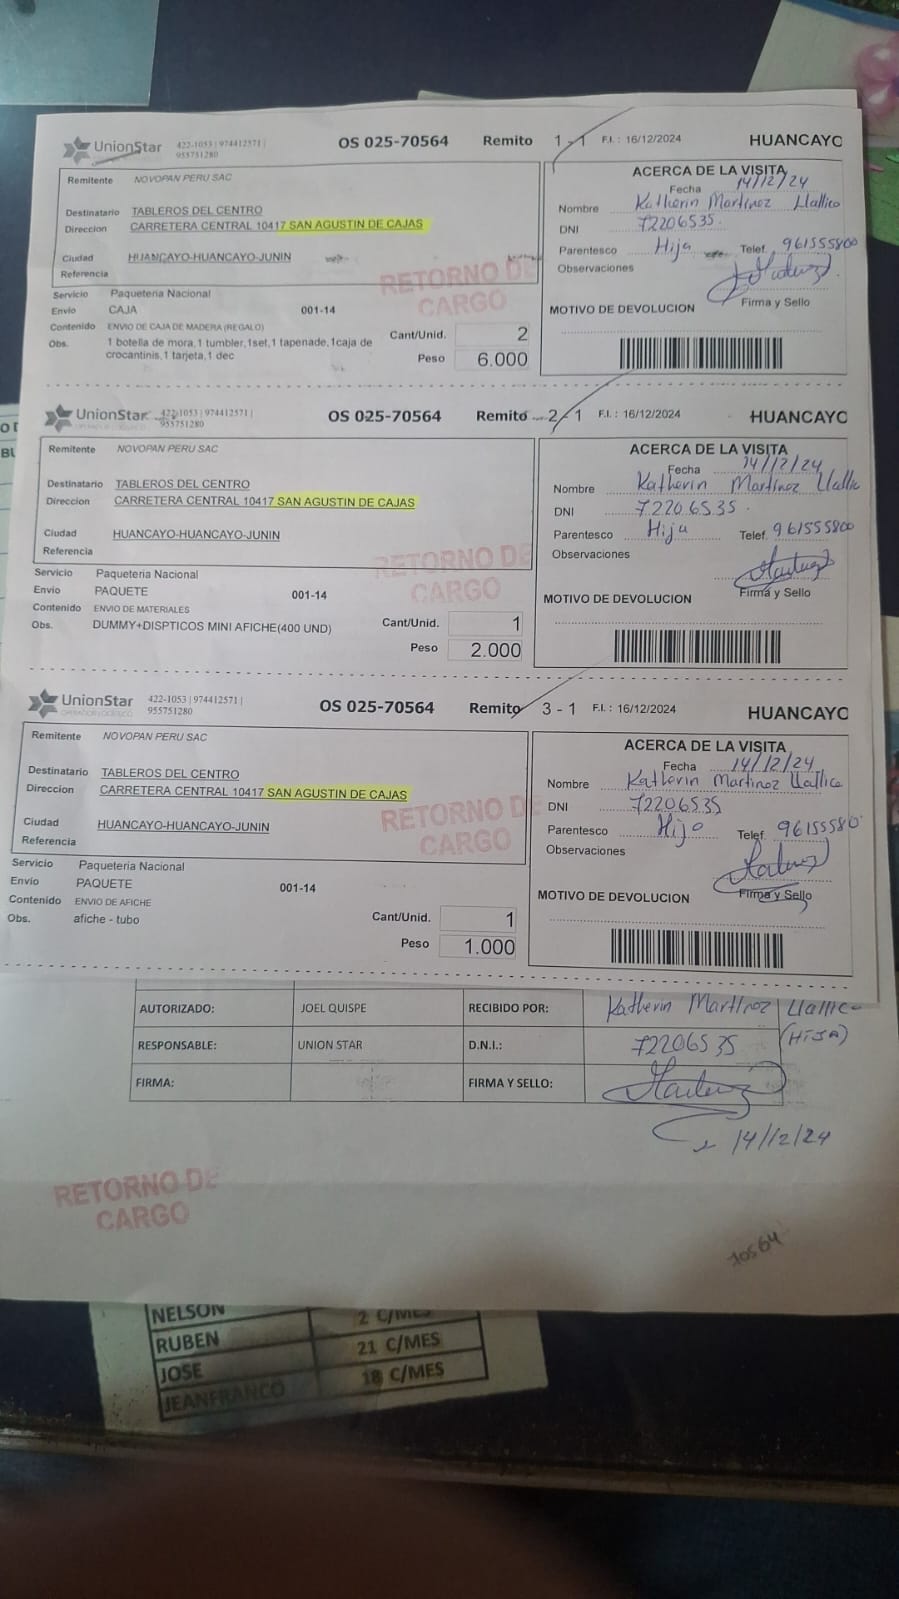 UnionStar 422-1053 | 974412571 | 955751280 OS 025-70564 Remito 1 - 1 F.I. : 16/12/2024 HUANCAYO
Remitente NOVOPAN PERU SAC
Destinatario TABLEROS DEL CENTRO
Direccion CARRETERA CENTRAL 10417 SAN AGUSTIN DE CAJAS
Ciudad HUANCAYO-HUANCAYO-JUNIN
Referencia
RETORNO DE
CARGO
Servicio Paqueteria Nacional
Envio CAJA 001-14
Contenido ENVIO DE CAJA DE MADERA (REGALO)
Obs. 1 botella de mora,1 tumbler,1set,1 tapenade,1caja de
crocantinis,1 tarjeta,1 dec
Cant/Unid. 2
Peso 6.000
ACERCA DE LA VISITA
Fecha 14/12/24
Nombre Katherin Martinez Llallico
DNI 72206535
Parentesco Hija Telef. 961555800
Observaciones
Firma y Sello
MOTIVO DE DEVOLUCION
UnionStar 422-1053 | 974412571 | 955751280 OS 025-70564 Remito 2 - 1 F.I. : 16/12/2024 HUANCAYO
Remitente NOVOPAN PERU SAC
Destinatario TABLEROS DEL CENTRO
Direccion CARRETERA CENTRAL 10417 SAN AGUSTIN DE CAJAS
Ciudad HUANCAYO-HUANCAYO-JUNIN
Referencia
RETORNO DE
CARGO
Servicio Paqueteria Nacional
Envio PAQUETE 001-14
Contenido ENVIO DE MATERIALES
Obs. DUMMY+DISPTICOS MINI AFICHE(400 UND)
Cant/Unid. 1
Peso 2.000
ACERCA DE LA VISITA
Fecha 14/12/24
Nombre Katherin Martinez Llallic
DNI 72206535
Parentesco Hija Telef. 961555800
Observaciones
Firma y Sello
MOTIVO DE DEVOLUCION
UnionStar 422-1053 | 974412571 | 955751280 OS 025-70564 Remito 3 - 1 F.I. : 16/12/2024 HUANCAYO
Remitente NOVOPAN PERU SAC
Destinatario TABLEROS DEL CENTRO
Direccion CARRETERA CENTRAL 10417 SAN AGUSTIN DE CAJAS
Ciudad HUANCAYO-HUANCAYO-JUNIN
Referencia
RETORNO DE
CARGO
Servicio Paqueteria Nacional
Envio PAQUETE 001-14
Contenido ENVIO DE AFICHE
Obs. afiche - tubo
Cant/Unid. 1
Peso 1.000
ACERCA DE LA VISITA
Fecha 14/12/24
Nombre Katherin Martinez Llallico
DNI 72206535
Parentesco Hija Telef. 96155580
Observaciones
Firma y Sello
MOTIVO DE DEVOLUCION
AUTORIZADO: JOEL QUISPE RECIBIDO POR: Katherin Martinez Llallico
(HIJA)
RESPONSABLE: UNION STAR D.N.I.: 72206535
FIRMA: FIRMA Y SELLO:
14/12/24
RETORNO DE
CARGO
70564
NELSON 2 C/MES
RUBEN 21 C/MES
JOSE 18 C/MES
JEANFRANCO